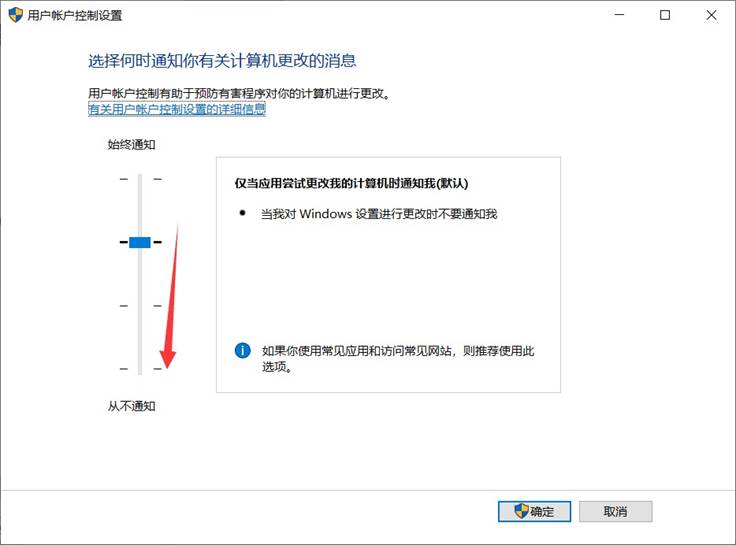 用户帐户控制设置
选择何时通知你有关计算机更改的消息
用户帐户控制有助于预防有害程序对你的计算机进行更改。
有关用户帐户控制设置的详细信息
始终通知
仅当应用尝试更改我的计算机时通知我(默认)
当我对 Windows 设置进行更改时不要通知我
如果你使用常见应用和访问常见网站，则推荐使用此
选项。
从不通知
确定
取消